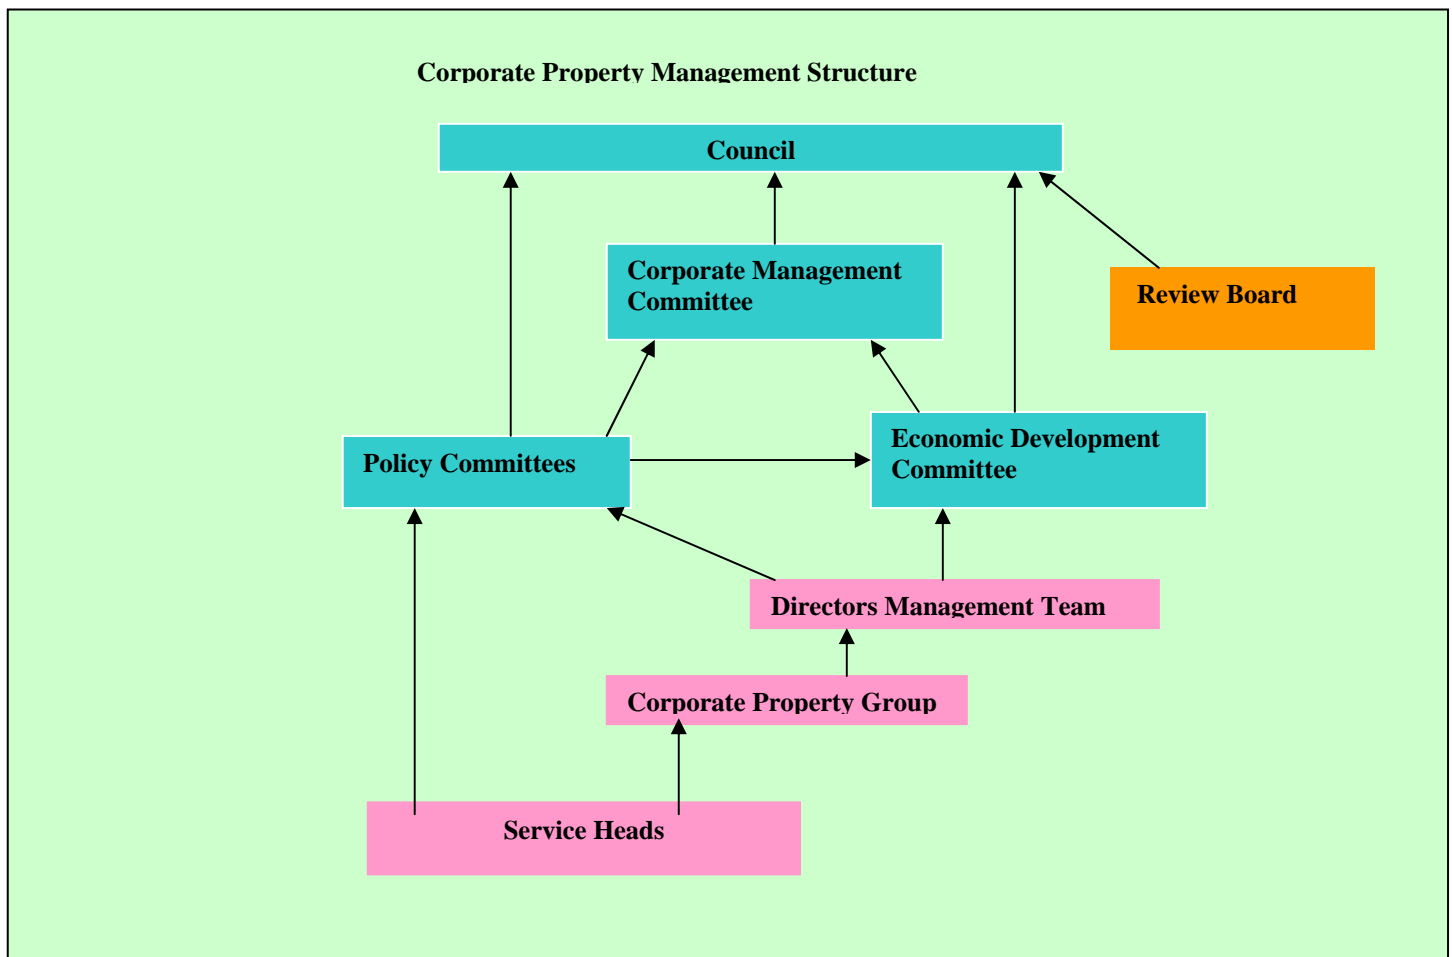 Corporate Property Management Structure
Council
Corporate Management
Committee
Review Board
Economic Development
Committee
Policy Committees
Directors Management Team
Corporate Property Group
Service Heads